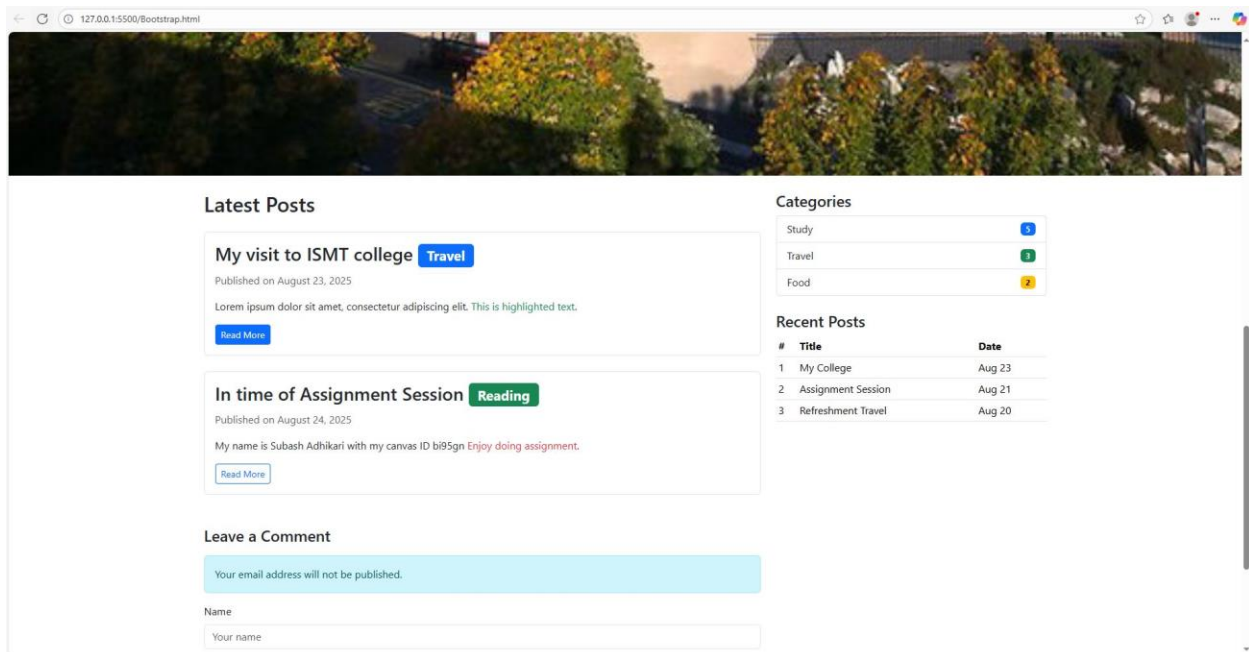 127.0.0.1:5500/Bootstrap.html
Latest Posts
My visit to ISMT college Travel
Published on August 23, 2025
Lorem ipsum dolor sit amet, consectetur adipiscing elit. This is highlighted text.
Read More
In time of Assignment Session Reading
Published on August 24, 2025
My name is Subash Adhikari with my canvas ID bi95gn Enjoy doing assignment.
Read More
Leave a Comment
Your email address will not be published.
Name
Your name
Categories
Study 5
Travel 3
Food 2
Recent Posts
# Title Date
1 My College Aug 23
2 Assignment Session Aug 21
3 Refreshment Travel Aug 20